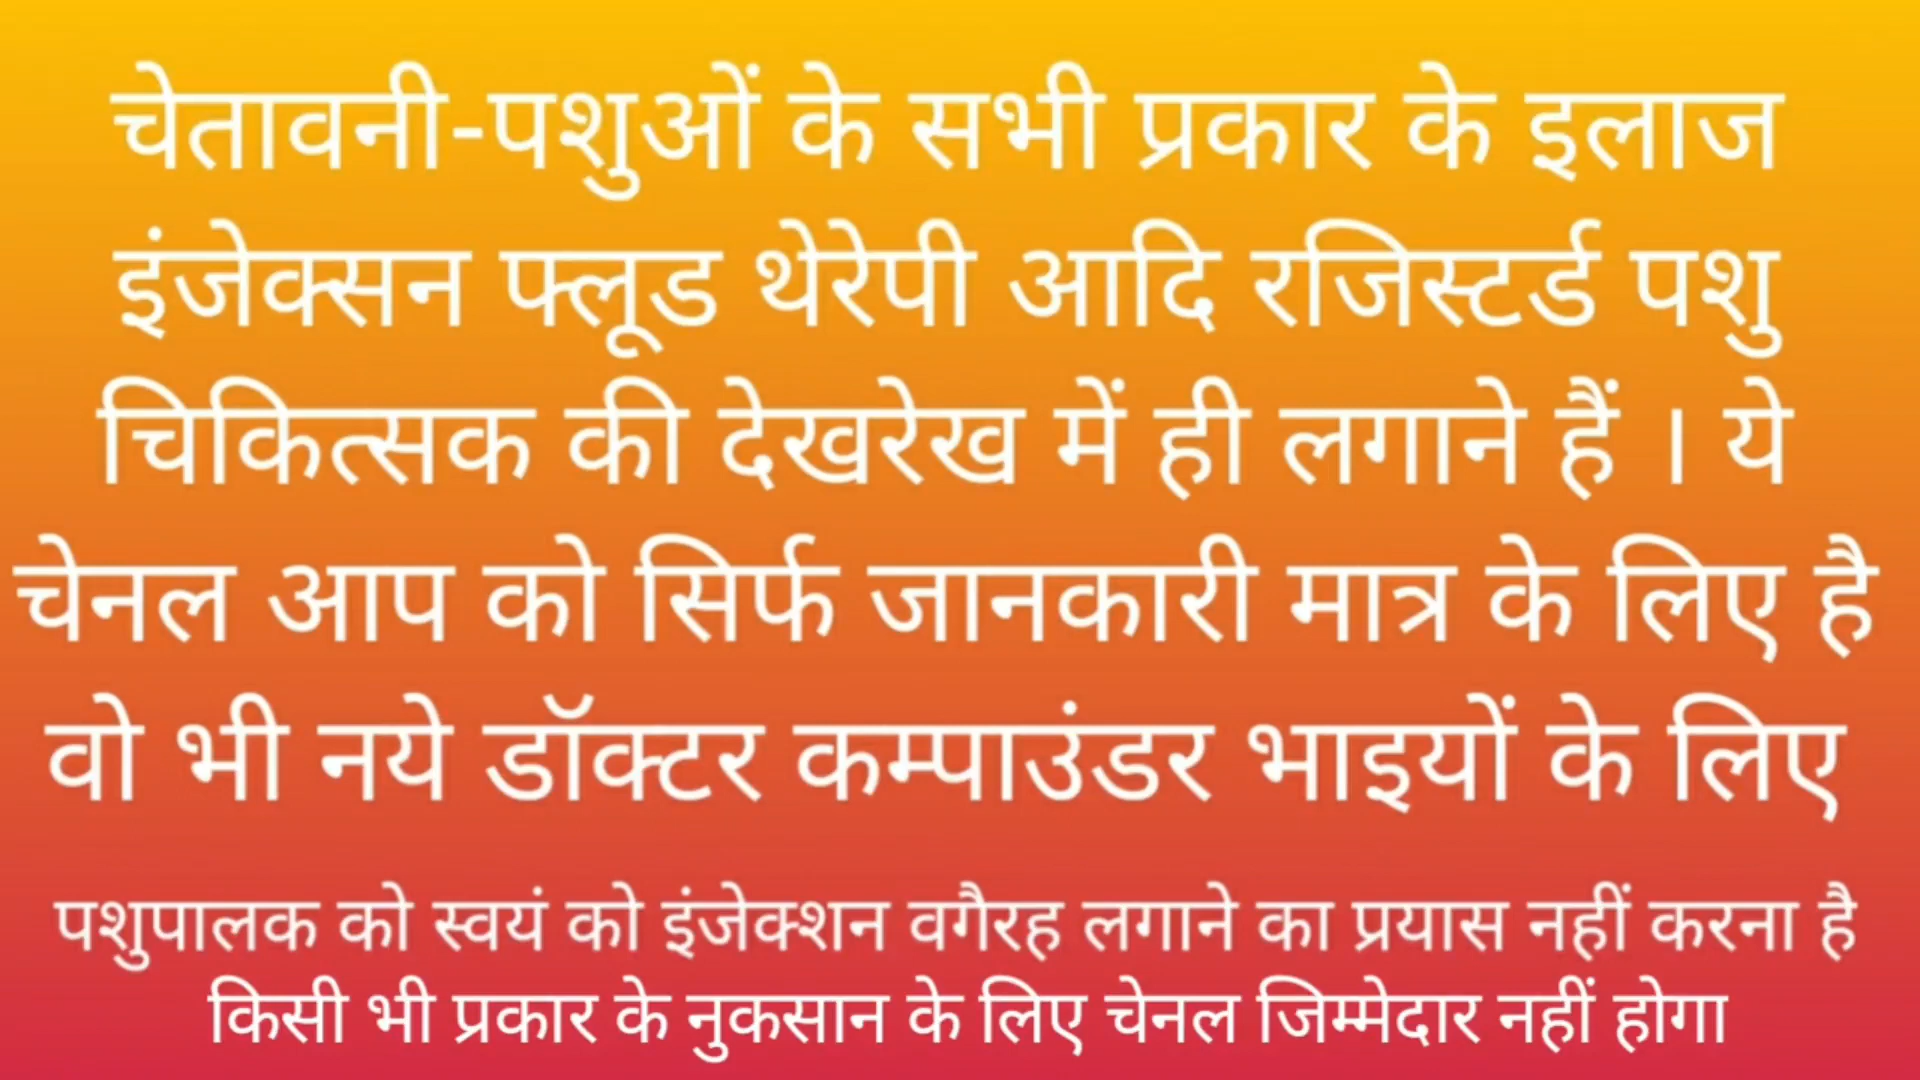 चेतावनी-पशुओं के सभी प्रकार के इलाज
इंजेक्सन फ्लूड थेरेपी आदि रजिस्टर्ड पशु
चिकित्सक की देखरेख में ही लगाने हैं । ये
चेनल आप को सिर्फ जानकारी मात्र के लिए है
वो भी नये डॉक्टर कम्पाउंडर भाइयों के लिए
पशुपालक को स्वयं को इंजेक्शन वगैरह लगाने का प्रयास नहीं करना है
किसी भी प्रकार के नुकसान के लिए चेनल जिम्मेदार नहीं होगा